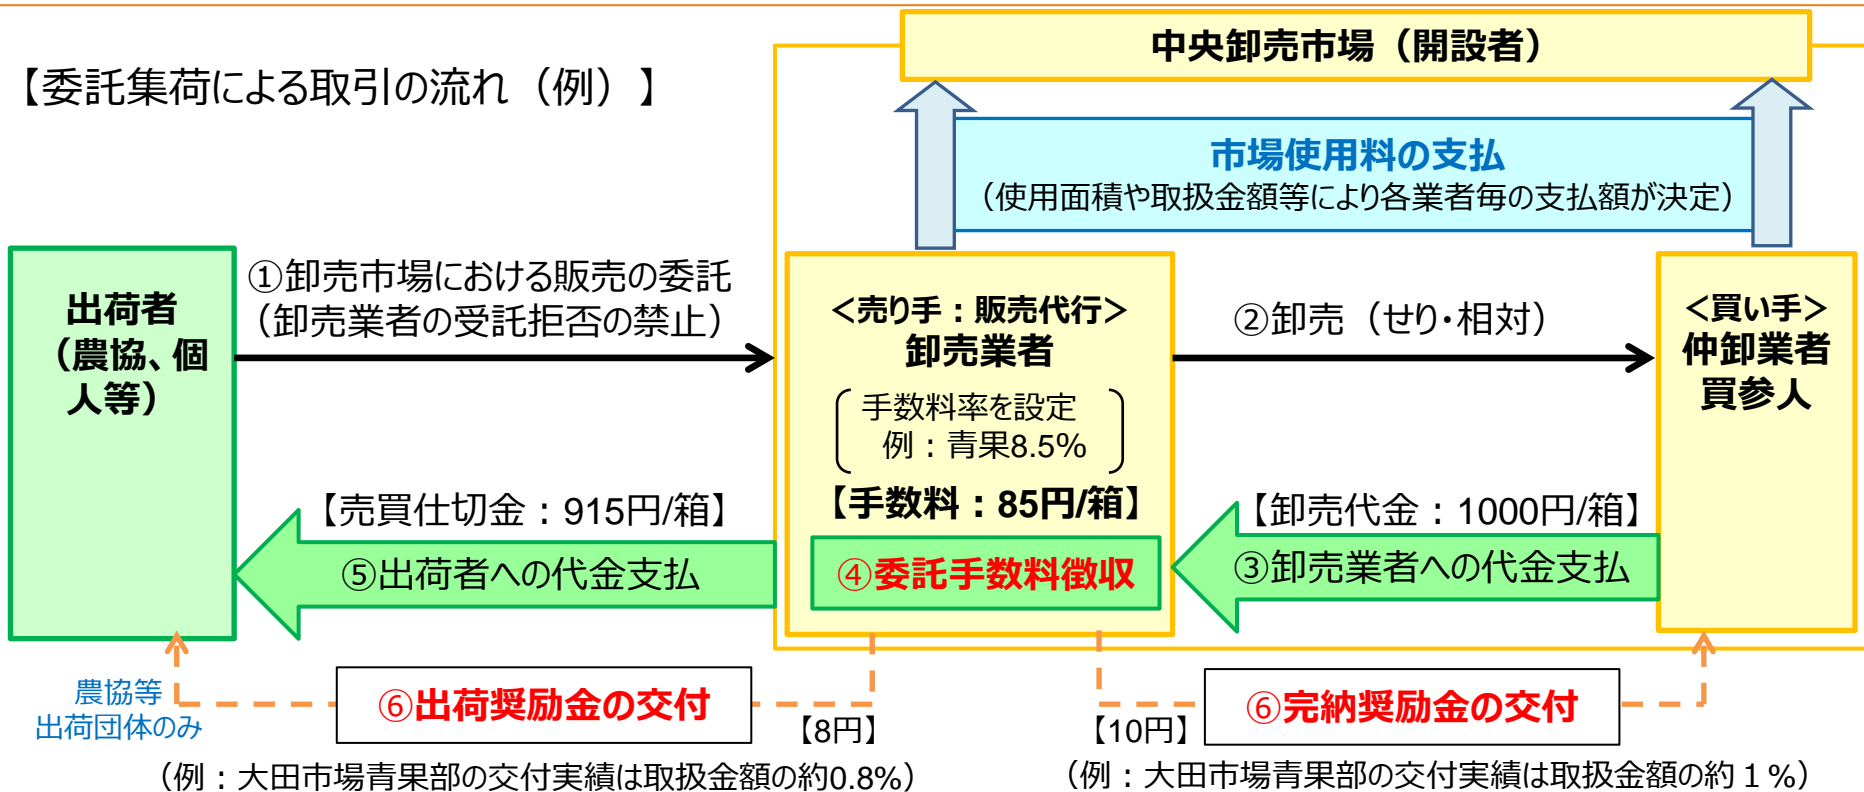 中央卸売市場（開設者）
【委託集荷による取引の流れ（例）】
市場使用料の支払
（使用面積や取扱金額等により各業者毎の支払額が決定）
出荷者
（農協、個
人等）
①卸売市場における販売の委託
（卸売業者の受託拒否の禁止）
＜売り手：販売代行＞
卸売業者
手数料率を設定
例：青果8.5％
【手数料：85円/箱】
④委託手数料徴収
②卸売（せり・相対）
＜買い手＞
仲卸業者
買参人
【売買仕切金：915円/箱】
⑤出荷者への代金支払
【卸売代金：1000円/箱】
③卸売業者への代金支払
農協等
出荷団体のみ
⑥出荷奨励金の交付
【8円】
（例：大田市場青果部の交付実績は取扱金額の約0.8%）
【10円】
⑥完納奨励金の交付
（例：大田市場青果部の交付実績は取扱金額の約１%）